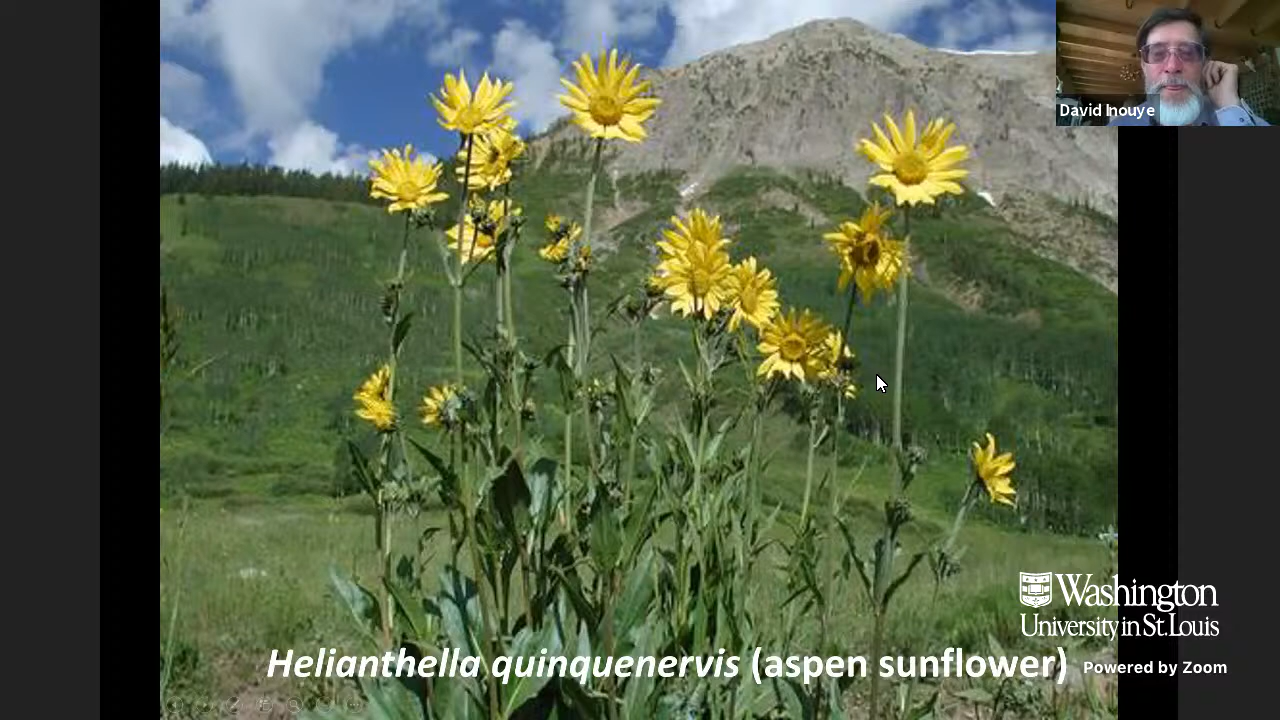 David Inouye
Washington
University in St. Louis
Helianthella quinquenervis (aspen sunflower)
Powered by Zoom